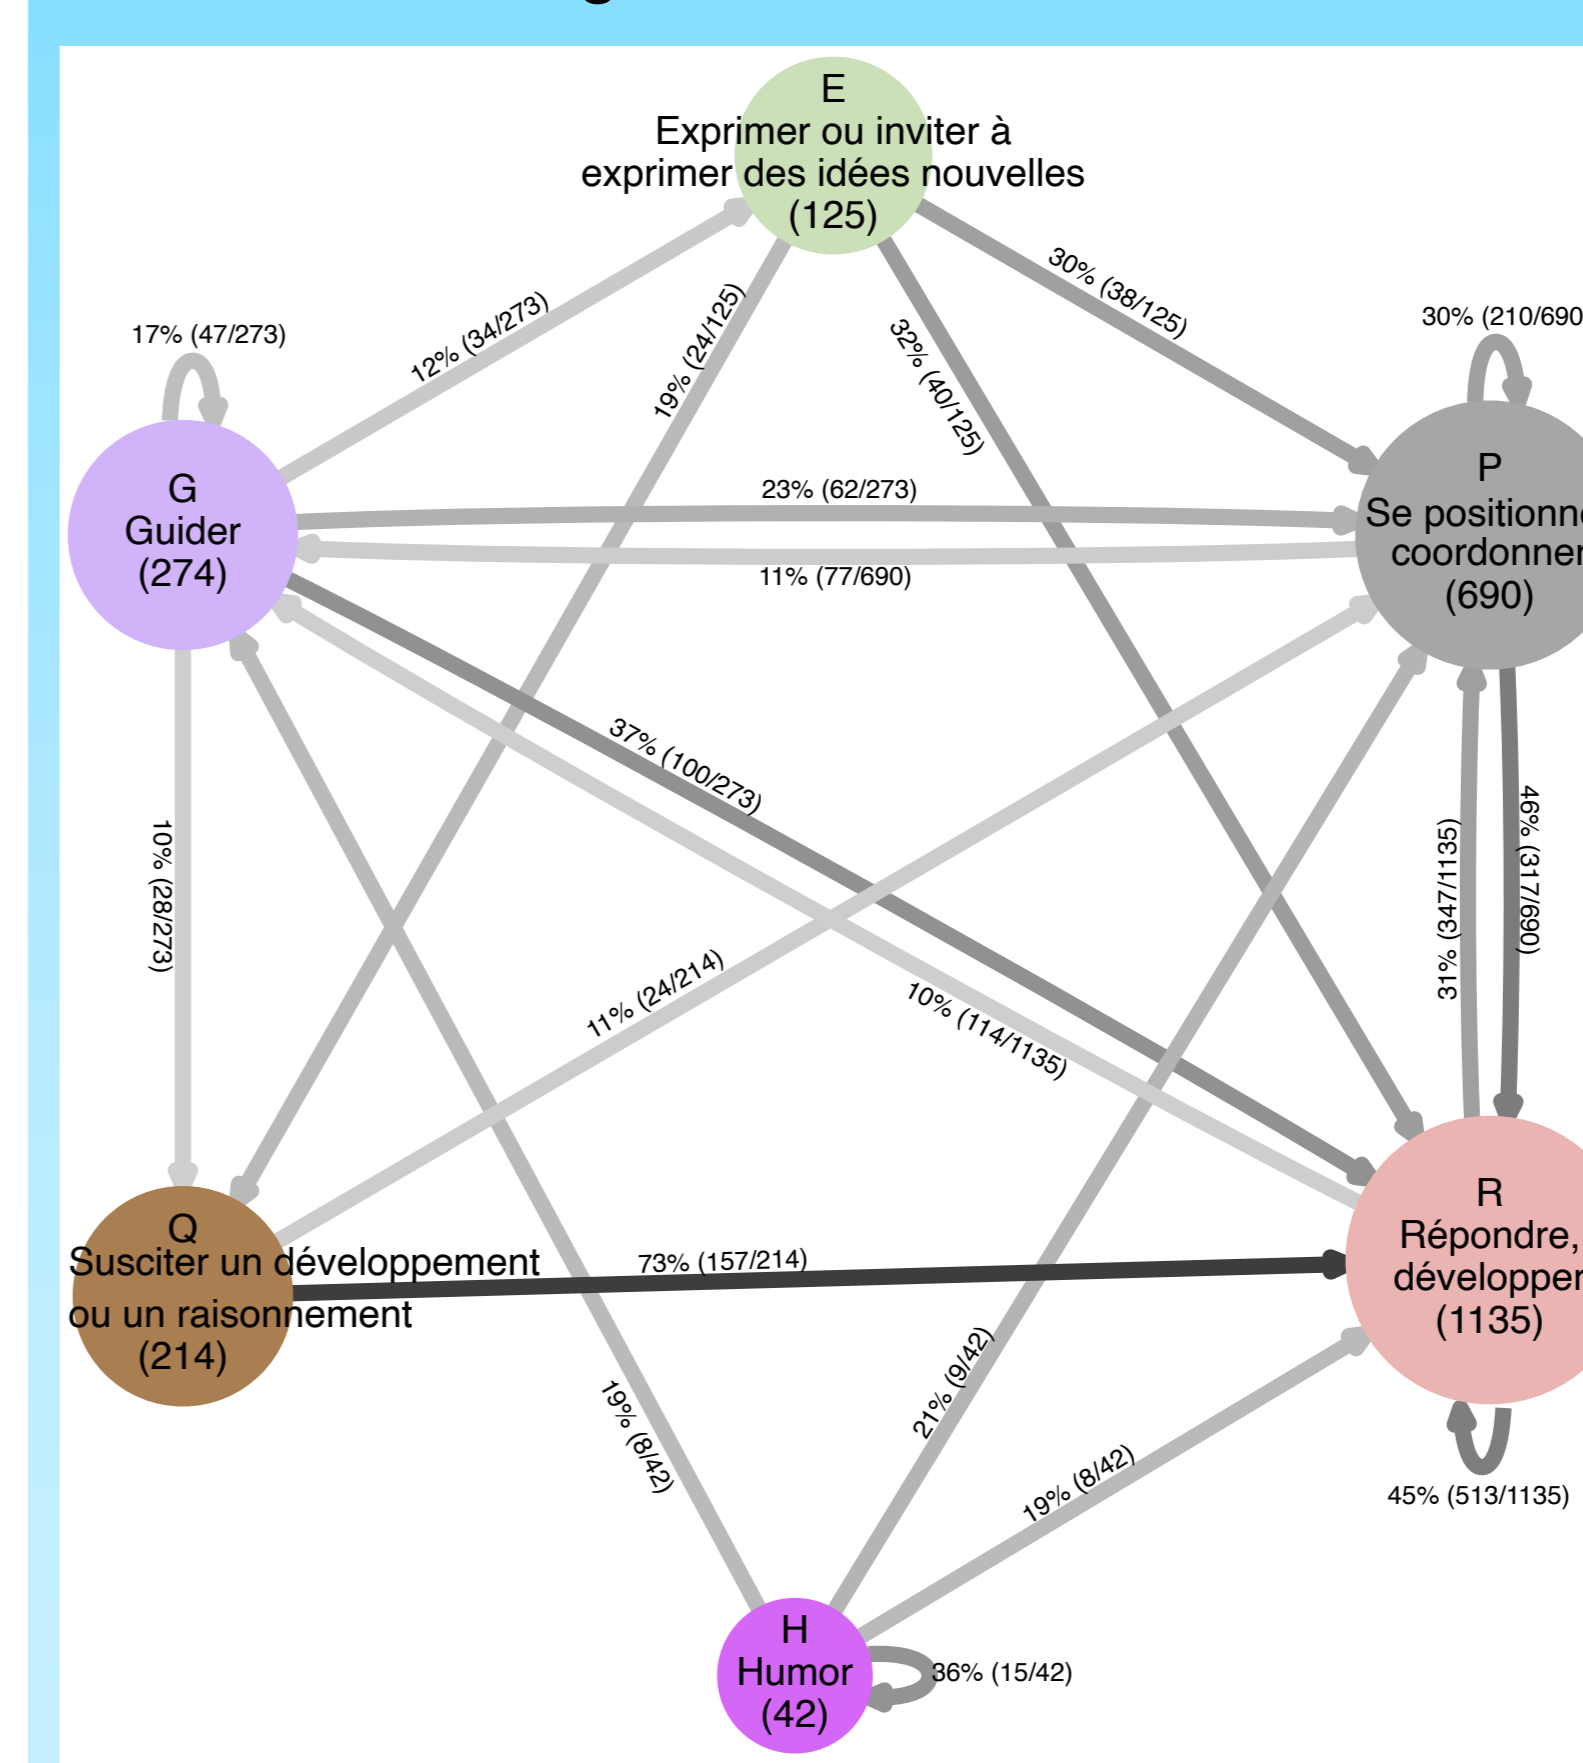 E
Exprimer ou inviter à
exprimer des idées nouvelles
(125)
30% (38/125)
12% (34/273)
19% (24/125)
32% (40/125)
17% (47/273)
30% (210/690
G
Guider
(274)
23% (62/273)
11% (77/690)
P
Se positionne
coordonner
(690)
37% (100/273)
10% (28/273)
11% (24/214)
10% (114/1135)
31% (347/1135)
46% (317/690)
Q
Susciter un développement
ou un raisonnement
(214)
73% (157/214)
R
Répondre,
développer
(1135)
19% (8/42)
21% (9/42)
19% (8/42)
45% (513/1135)
H
Humor
(42)
36% (15/42)